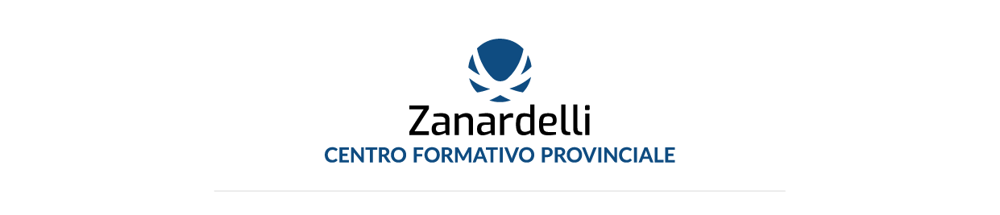 Zanardelli
CENTRO FORMATIVO PROVINCIALE